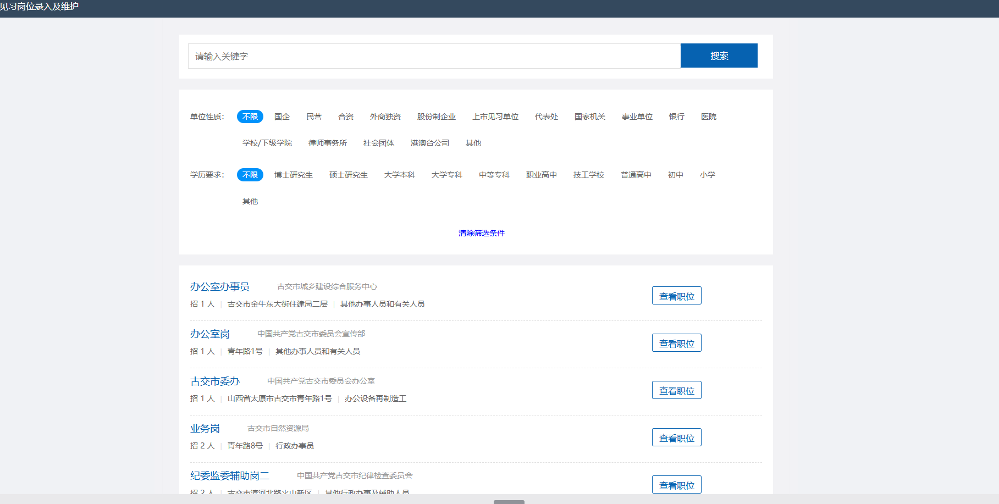 见习岗位录入及维护
请输入关键字 搜索
单位性质： 不限 国企 民营 合资 外商独资 股份制企业 上市见习单位 代表处 国家机关 事业单位 银行 医院
学校/下级学院 律师事务所 社会团体 港澳台公司 其他
学历要求： 不限 博士研究生 硕士研究生 大学本科 大学专科 中等专科 职业高中 技工学校 普通高中 初中 小学
其他
清除筛选条件
办公室办事员 古交市城乡建设综合服务中心
招 1 人 | 古交市金牛东大街住建局二层 | 其他办事人员和有关人员
查看职位
办公室岗 中国共产党古交市委员会宣传部
招 1 人 | 青年路1号 | 其他办事人员和有关人员
查看职位
古交市委办 中国共产党古交市委员会办公室
招 1 人 | 山西省太原市古交市青年路1号 | 办公设备再制造工
查看职位
业务岗 古交市自然资源局
招 2 人 | 青年路8号 | 行政办事员
查看职位
纪委监委辅助岗二 中国共产党古交市纪律检查委员会
招 2 人 | 古交市滨河北路火山新区 | 其他行政办事及辅助人员
查看职位